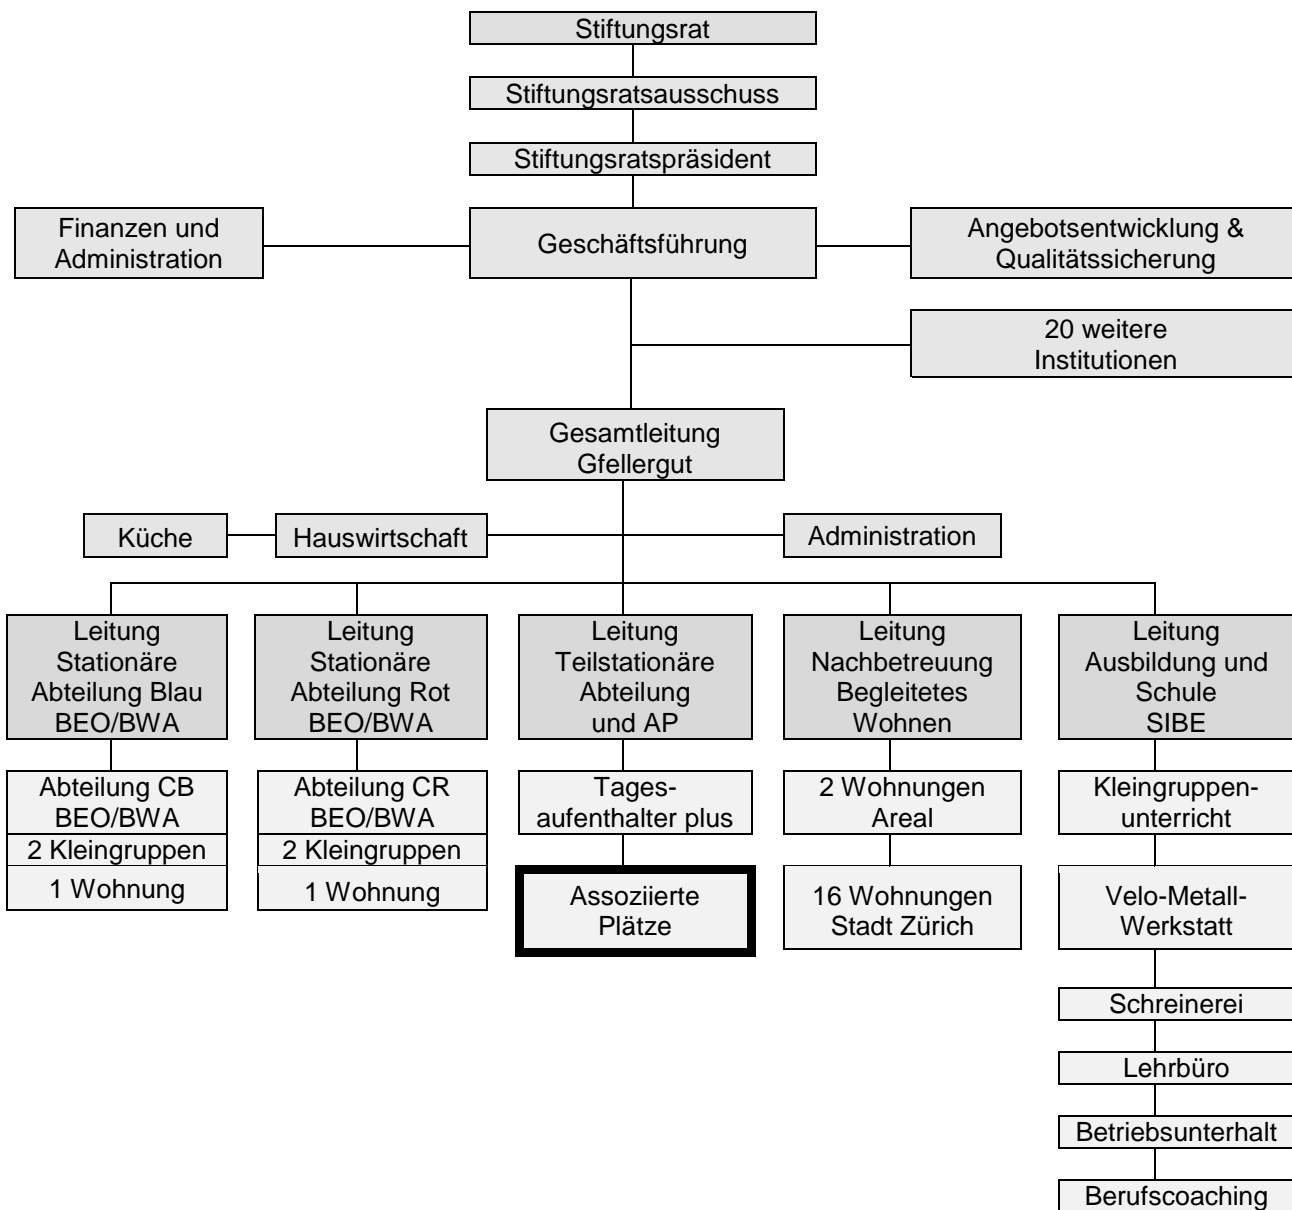 Stiftungsrat
Stiftungsratsausschuss
Stiftungsratspräsident
Finanzen und
Administration
Geschäftsführung
Angebotsentwicklung &
Qualitätssicherung
20 weitere
Institutionen
Gesamtleitung
Gfellergut
Küche
Hauswirtschaft
Administration
Leitung
Stationäre
Abteilung Blau
BEO/BWA
Leitung
Stationäre
Abteilung Rot
BEO/BWA
Leitung
Teilstationäre
Abteilung
und AP
Leitung
Nachbetreuung
Begleitetes
Wohnen
Leitung
Ausbildung und
Schule
SIBE
Abteilung CB
BEO/BWA
2 Kleingruppen
1 Wohnung
Abteilung CR
BEO/BWA
2 Kleingruppen
1 Wohnung
Tages-
aufenthalter plus
Assoziierte
Plätze
2 Wohnungen
Areal
16 Wohnungen
Stadt Zürich
Kleingruppen-
unterricht
Velo-Metall-
Werkstatt
Schreinerei
Lehrbüro
Betriebsunterhalt
Berufscoaching